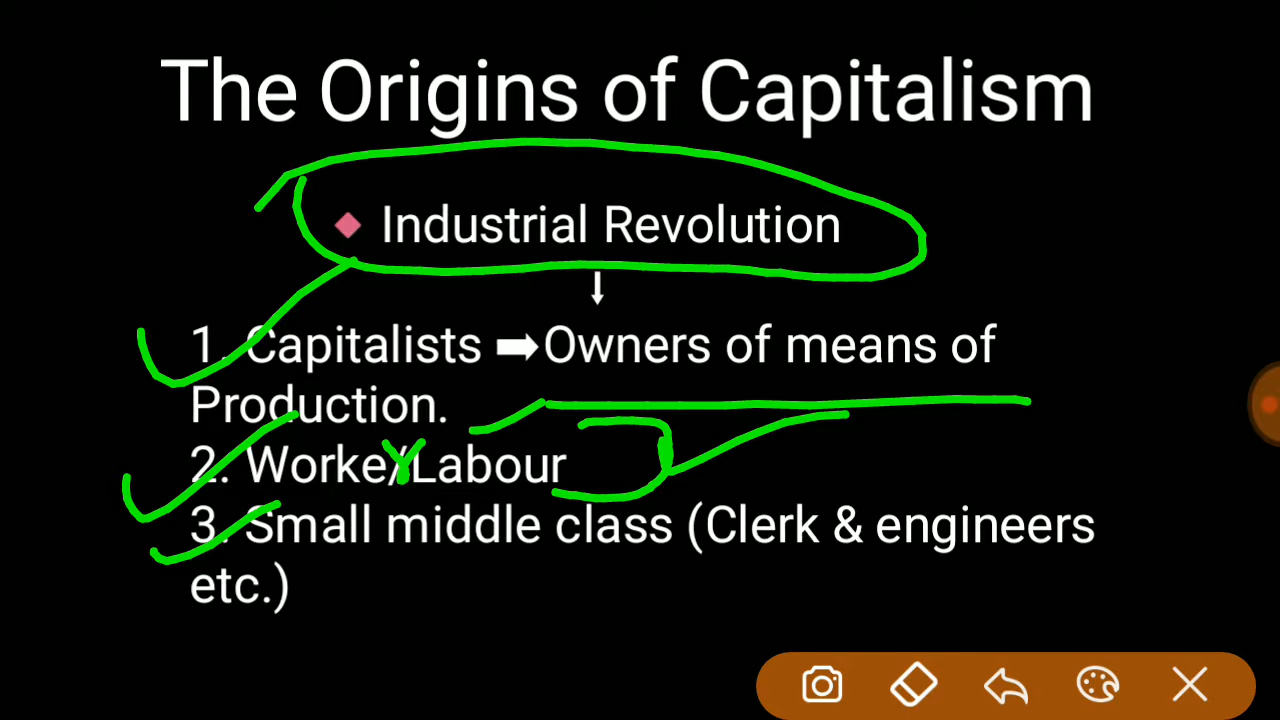 The Origins of Capitalism
◆ Industrial Revolution
↓
1. Capitalists ➡Owners of means of
Production.
2. Worke/Labour
3. Small middle class (Clerk & engineers
etc.)